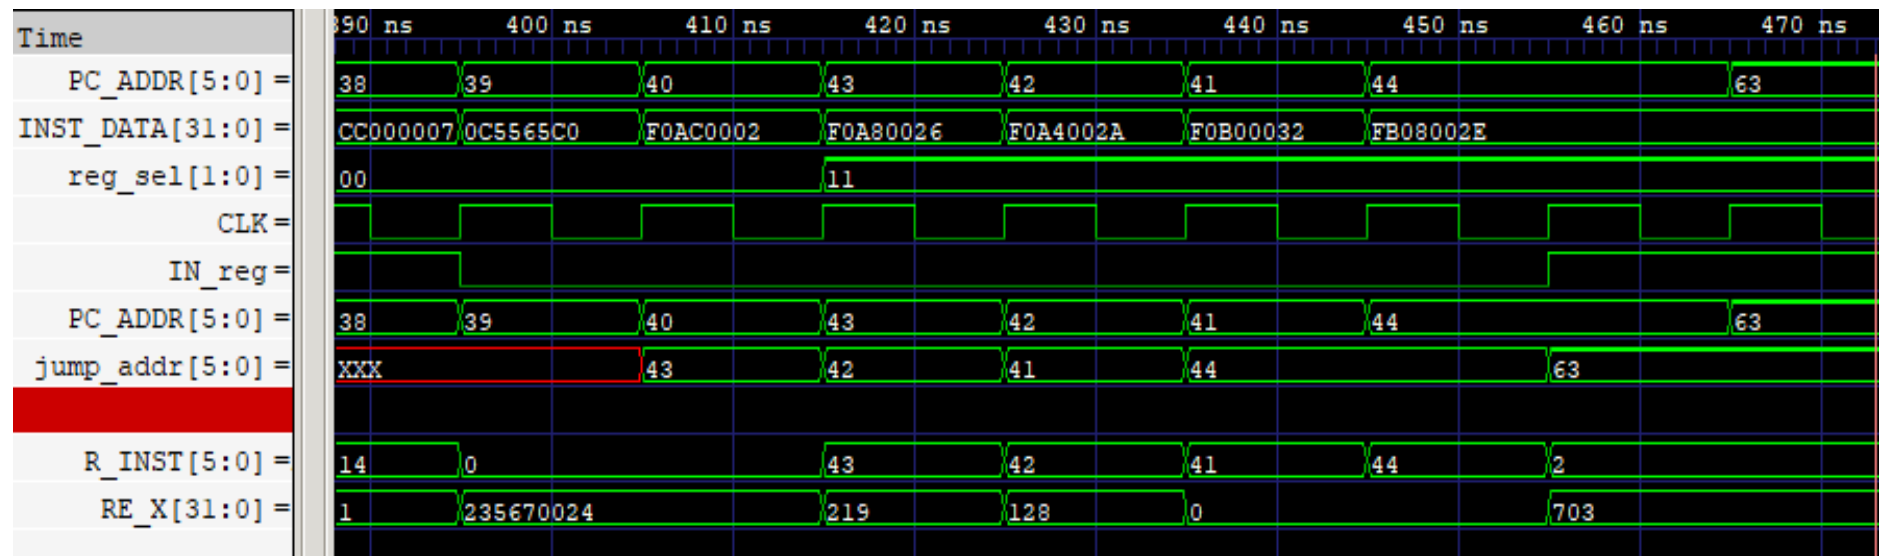 Time 390 ns 400 ns 410 ns 420 ns 430 ns 440 ns 450 ns 460 ns 470 ns
PC_ADDR[5:0] = 38 39 40 43 42 41 44 63
INST_DATA[31:0] = CC000007 0C5565C0 F0AC0002 F0A80026 F0A4002A F0B00032 FB08002E
reg_sel[1:0] = 00 11
CLK =
IN_reg =
PC_ADDR[5:0] = 38 39 40 43 42 41 44 63
jump_addr[5:0] = XXX 43 42 41 44 63
R_INST[5:0] = 14 0 43 42 41 44 2
RE_X[31:0] = 1 235670024 219 128 0 703